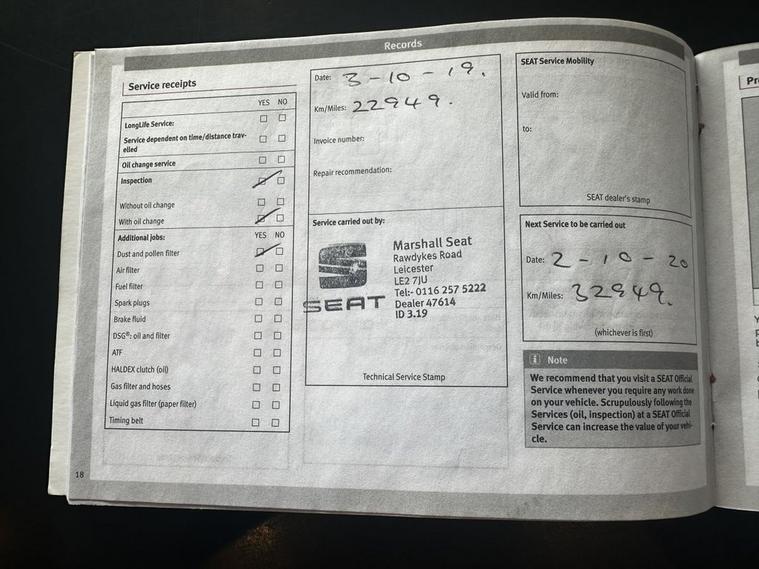 Records
Service receipts
YES NO
LongLife Service:
Service dependent on time/distance trav-
elled
Oil change service
Inspection
Without oil change
With oil change
Additional jobs: YES NO
Dust and pollen filter
Air filter
Fuel filter
Spark plugs
Brake fluid
DSG®: oil and filter
ATF
HALDEX clutch (oil)
Gas filter and hoses
Liquid gas filter (paper filter)
Timing belt
18
Date: 3-10-19.
Km/Miles: 22949.
Invoice number:
Repair recommendation:
Service carried out by:
SEAT
Marshall Seat
Rawdykes Road
Leicester
LE2 7JU
Tel:- 0116 257 5222
Dealer 47614
ID 3.19
Technical Service Stamp
SEAT Service Mobility
Valid from:
to:
SEAT dealer's stamp
Next Service to be carried out
Date: 2-10-20
Km/Miles: 32949.
(whichever is first)
i Note
We recommend that you visit a SEAT Official
Service whenever you require any work done
on your vehicle. Scrupulously following the
Services (oil, inspection) at a SEAT Official
Service can increase the value of your vehi-
cle.
Pr